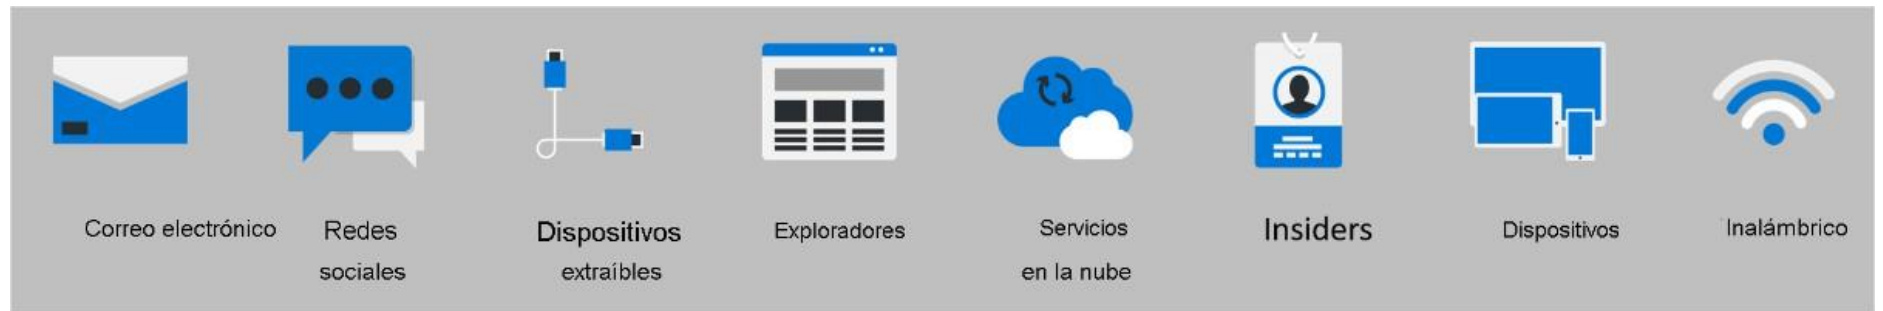 Correo electrónico
Redes
sociales
Dispositivos
extraíbles
Exploradores
Servicios
en la nube
Insiders
Dispositivos
Inalámbrico